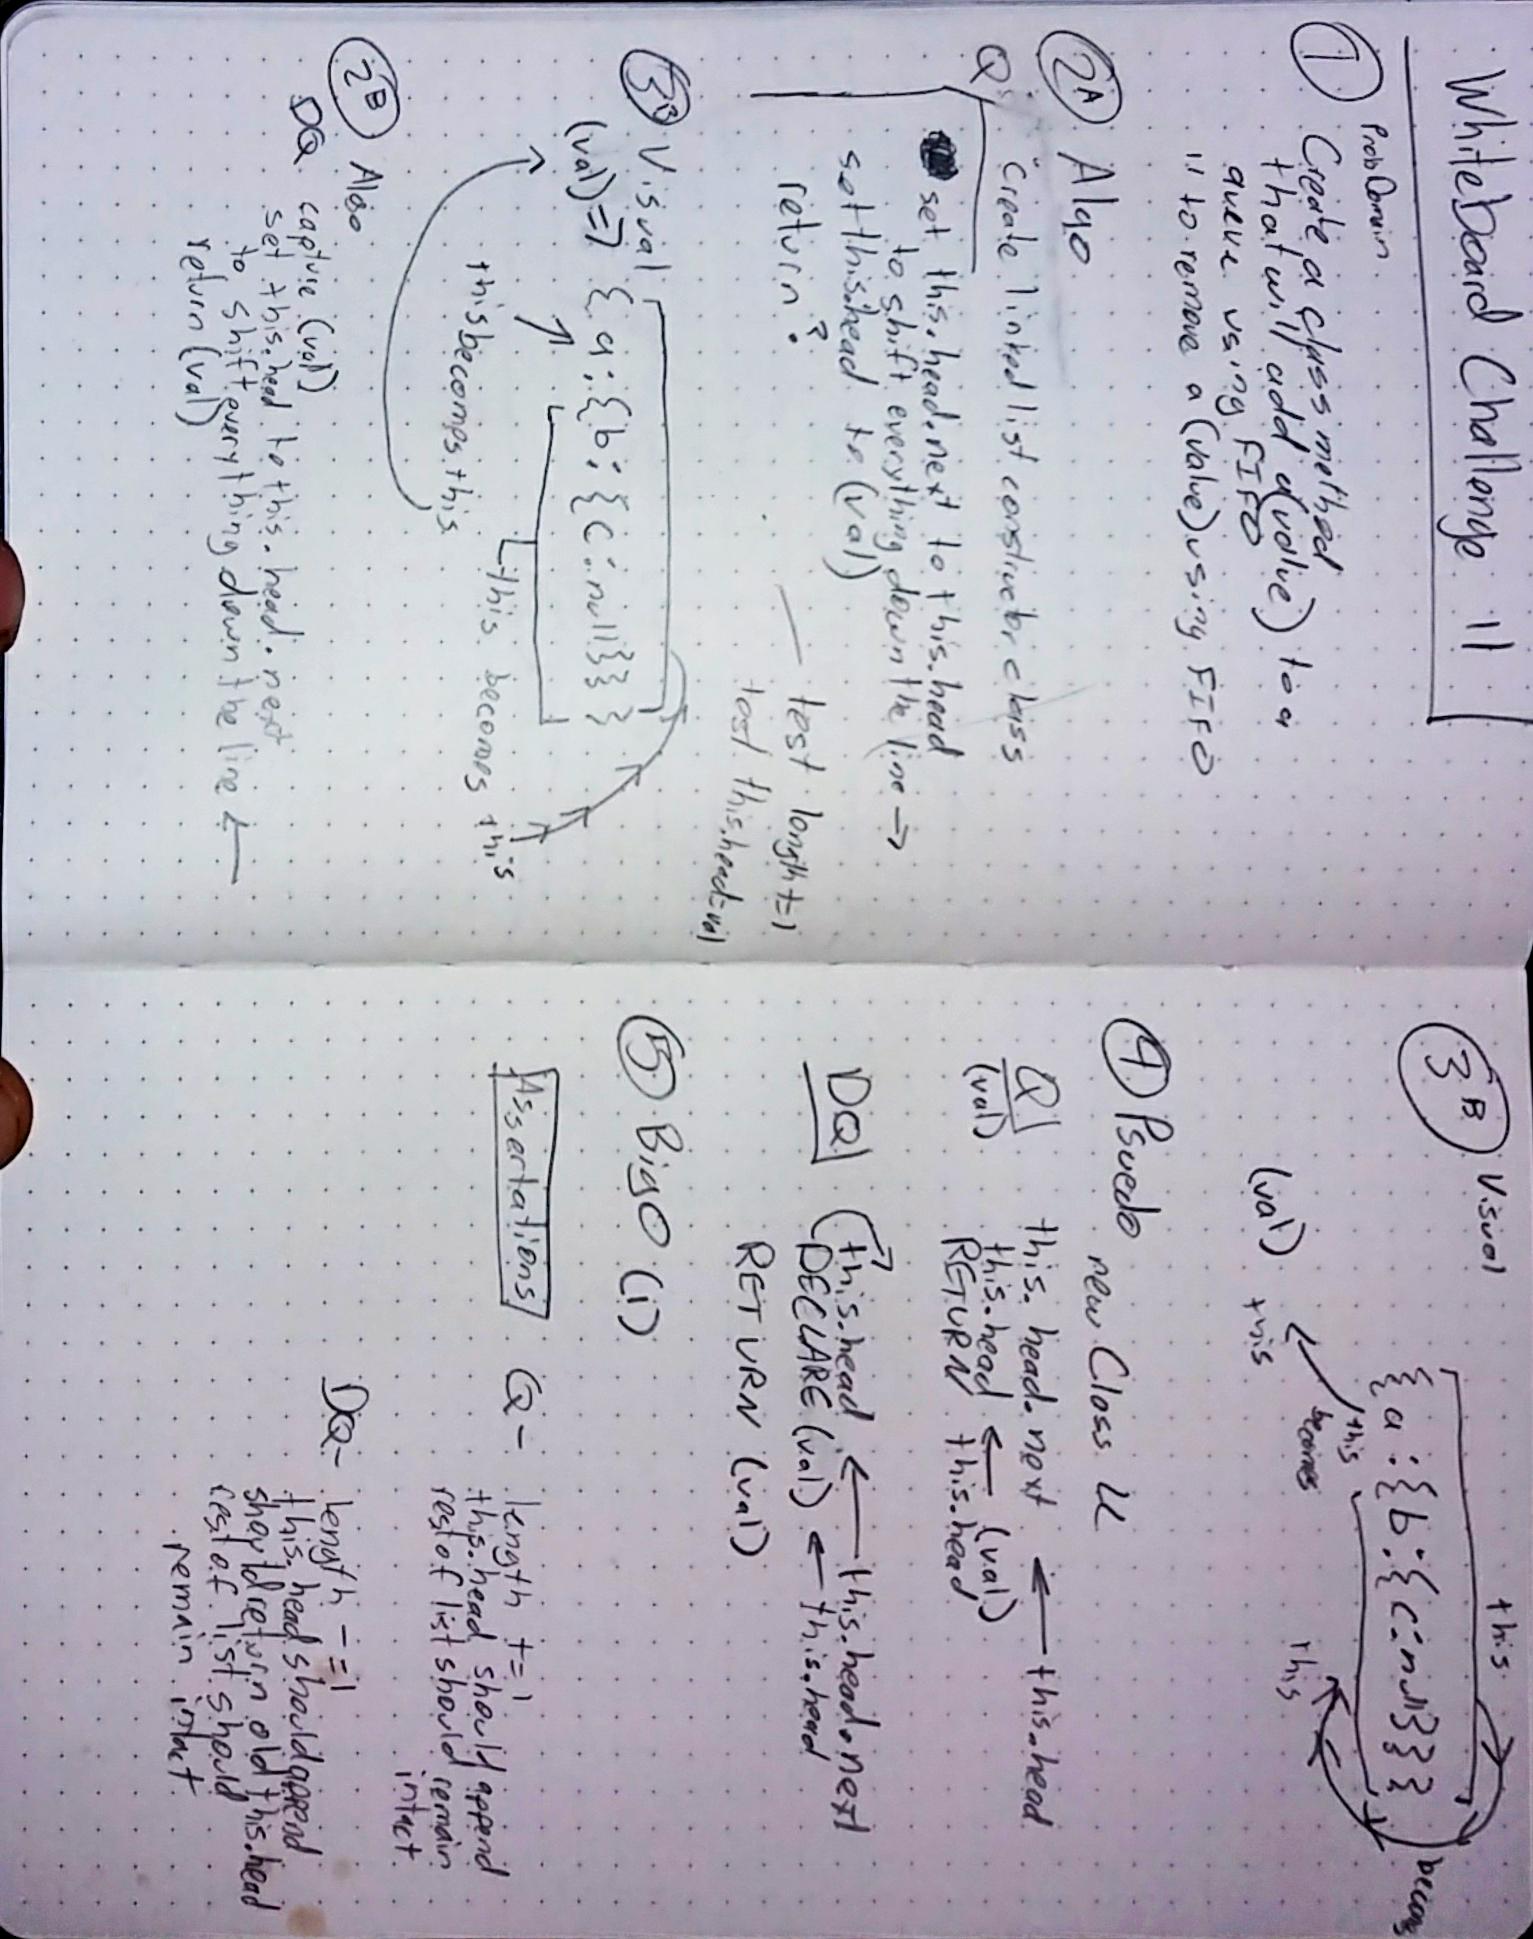 Whiteboard Challenge 11
① Prob Domain
Create a class method
that will add a (value) to a
queue using FIFO
" to remove a (value) using FIFO
②A Algo
Q create linked list constructor class
set this.head.next to this.head
to shift everything down the line →
set this.head to (val)
return?
test length += 1
test this.head = val
③ Visual
(val) => { a: {b: {c: null}} }
this becomes this
this becomes this
②B Algo
DQ capture (val)
set this.head to this.head.next
to shift everything down the line ←
return (val)
③B Visual
this
{a: {b: {c: null}}}
(val) this
this
becomes
this
④ Psuedo new Class LL
Q this.head.next ← this.head
(val) this.head ← (val)
RETURN this.head
DQ this.head ← this.head.next
DECLARE (val) ← this.head
RETURN (val)
⑤ BigO (1)
Assertations
Q - length += 1
this.head should append
rest of list should remain
intact
DQ - length -= 1
this.head should append
should return old this.head
rest of list should
remain intact